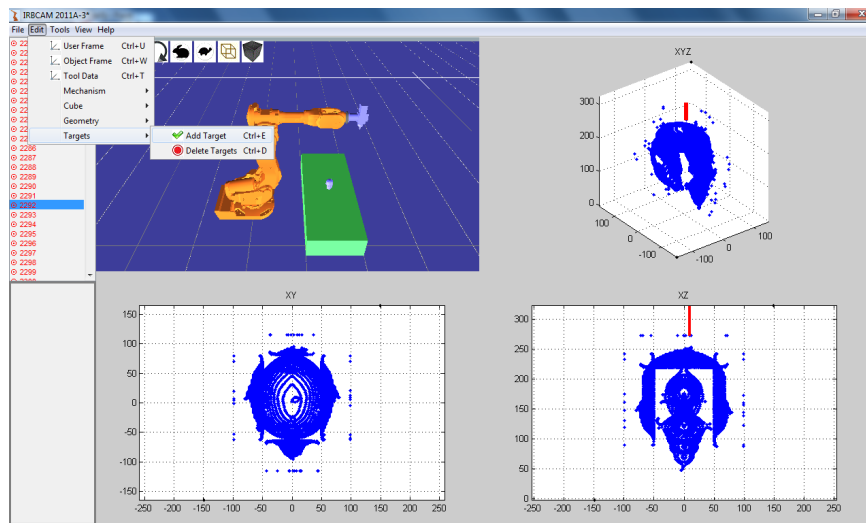 IRBCAM 2011A-3*
File Edit Tools View Help
User Frame Ctrl+U
Object Frame Ctrl+W
Tool Data Ctrl+T
Mechanism
Cube
Geometry
Targets
Add Target Ctrl+E
Delete Targets Ctrl+D
2286
2287
2288
2289
2290
2291
2292
2293
2294
2295
2296
2297
2298
2299
XYZ
300
200
100
0
100
0
-100
-100
0
100
XY
150
100
50
0
-50
-100
-150
-250 -200 -150 -100 -50 0 50 100 150 200 250
XZ
300
250
200
150
100
50
0
-250 -200 -150 -100 -50 0 50 100 150 200 250